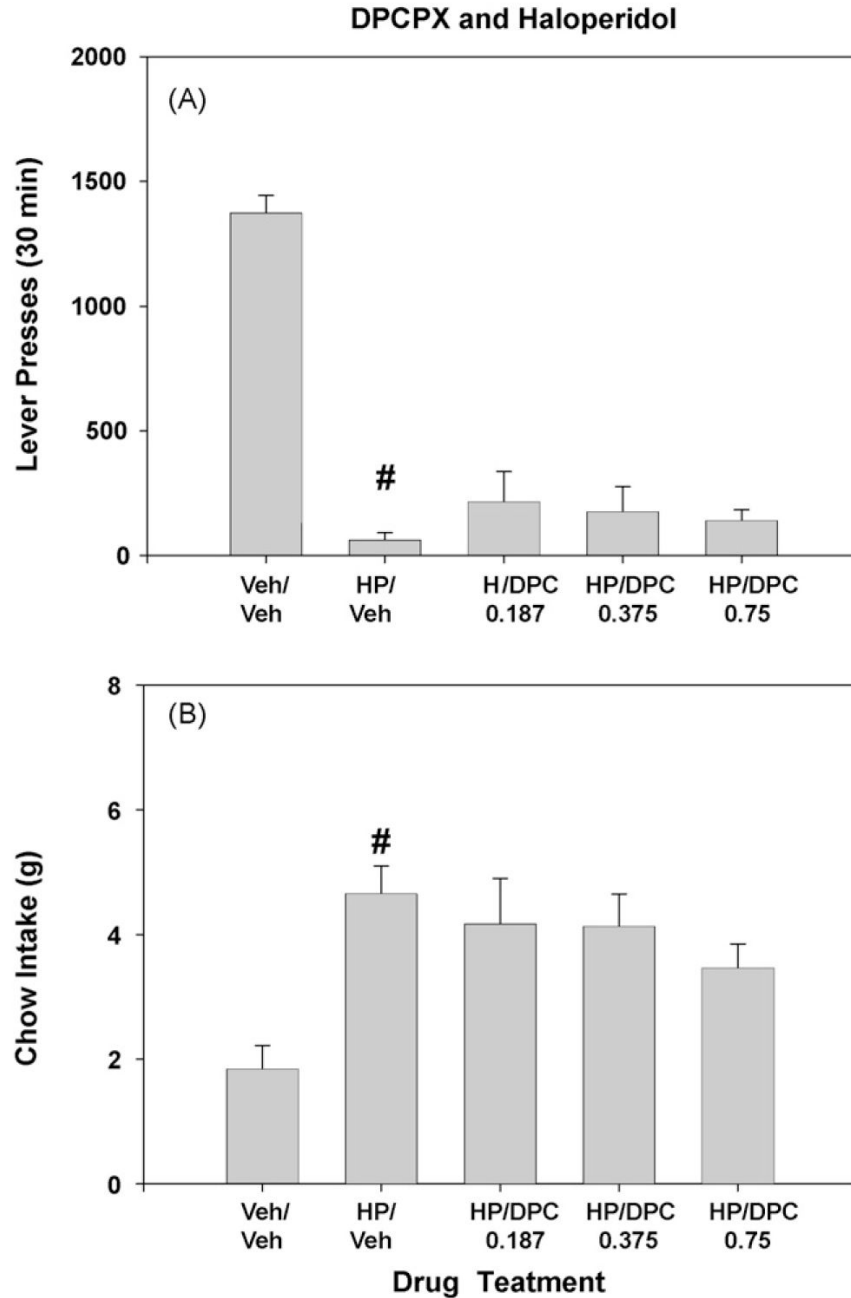 DPCPX and Haloperidol
(A)
Lever Presses (30 min)
2000
1500
1000
500
0
#
Veh/ HP/ H/DPC HP/DPC HP/DPC
Veh Veh 0.187 0.375 0.75
(B)
Chow Intake (g)
8
6
4
2
0
#
Veh/ HP/ HP/DPC HP/DPC HP/DPC
Veh Veh 0.187 0.375 0.75
Drug Teatment